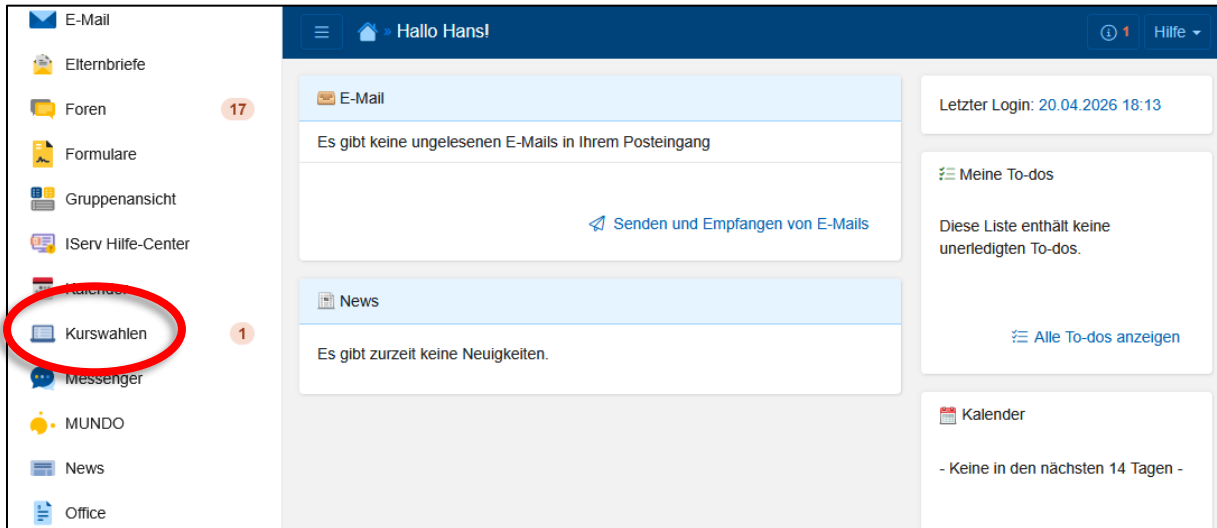 E-Mail
Elternbriefe
Foren 17
Formulare
Gruppenansicht
IServ Hilfe-Center
Kalender
Kurswahlen 1
Messenger
MUNDO
News
Office
» Hallo Hans!
1 Hilfe
E-Mail
Es gibt keine ungelesenen E-Mails in Ihrem Posteingang
Senden und Empfangen von E-Mails
News
Es gibt zurzeit keine Neuigkeiten.
Letzter Login: 20.04.2026 18:13
Meine To-dos
Diese Liste enthält keine
unerledigten To-dos.
Alle To-dos anzeigen
Kalender
- Keine in den nächsten 14 Tagen -